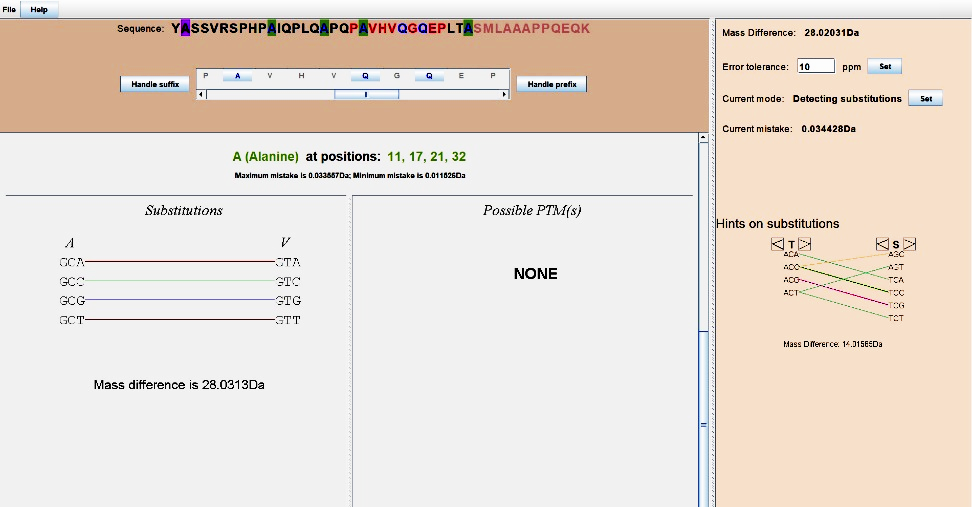 File Help
Sequence: YASSVRSPHPAIQPLQAPQPAVHVQGQEPLTASMLAAAPPQEQK
Handle suffix
P A V H V Q G Q E P
Handle prefix
Mass Difference: 28.02031Da
Error tolerance: 10 ppm Set
Current mode: Detecting substitutions Set
Current mistake: 0.034428Da
A (Alanine) at positions: 11, 17, 21, 32
Maximum mistake is 0.033667Da; Minimum mistake is 0.011625Da
Substitutions
A V
GCA GTA
GCC GTC
GCG GTG
GCT GTT
Mass difference is 28.0313Da
Possible PTM(s)
NONE
Hints on substitutions
T S
ACA AGC
ACC AGT
ACG TCA
ACT TCC
TCG
TCT
Mass Difference: 14.01565Da